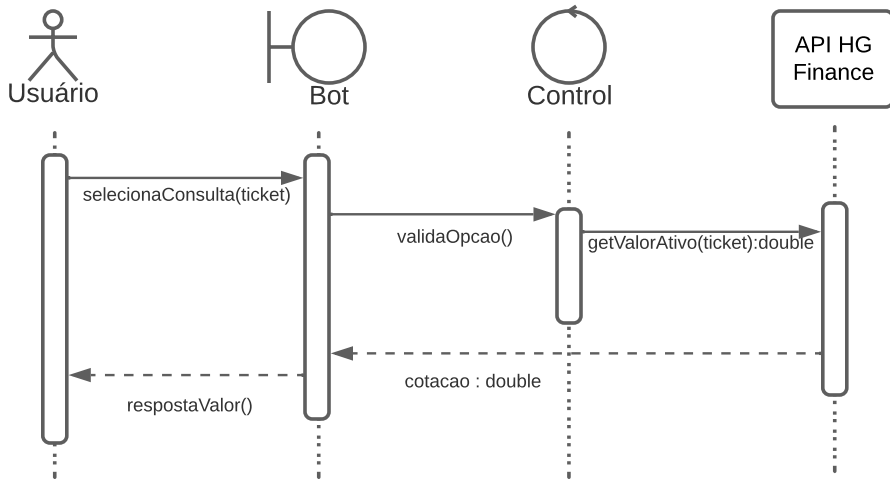 Usuário
Bot
Control
API HG
Finance
selecionaConsulta(ticket)
validaOpcao()
getValorAtivo(ticket):double
cotacao : double
respostaValor()